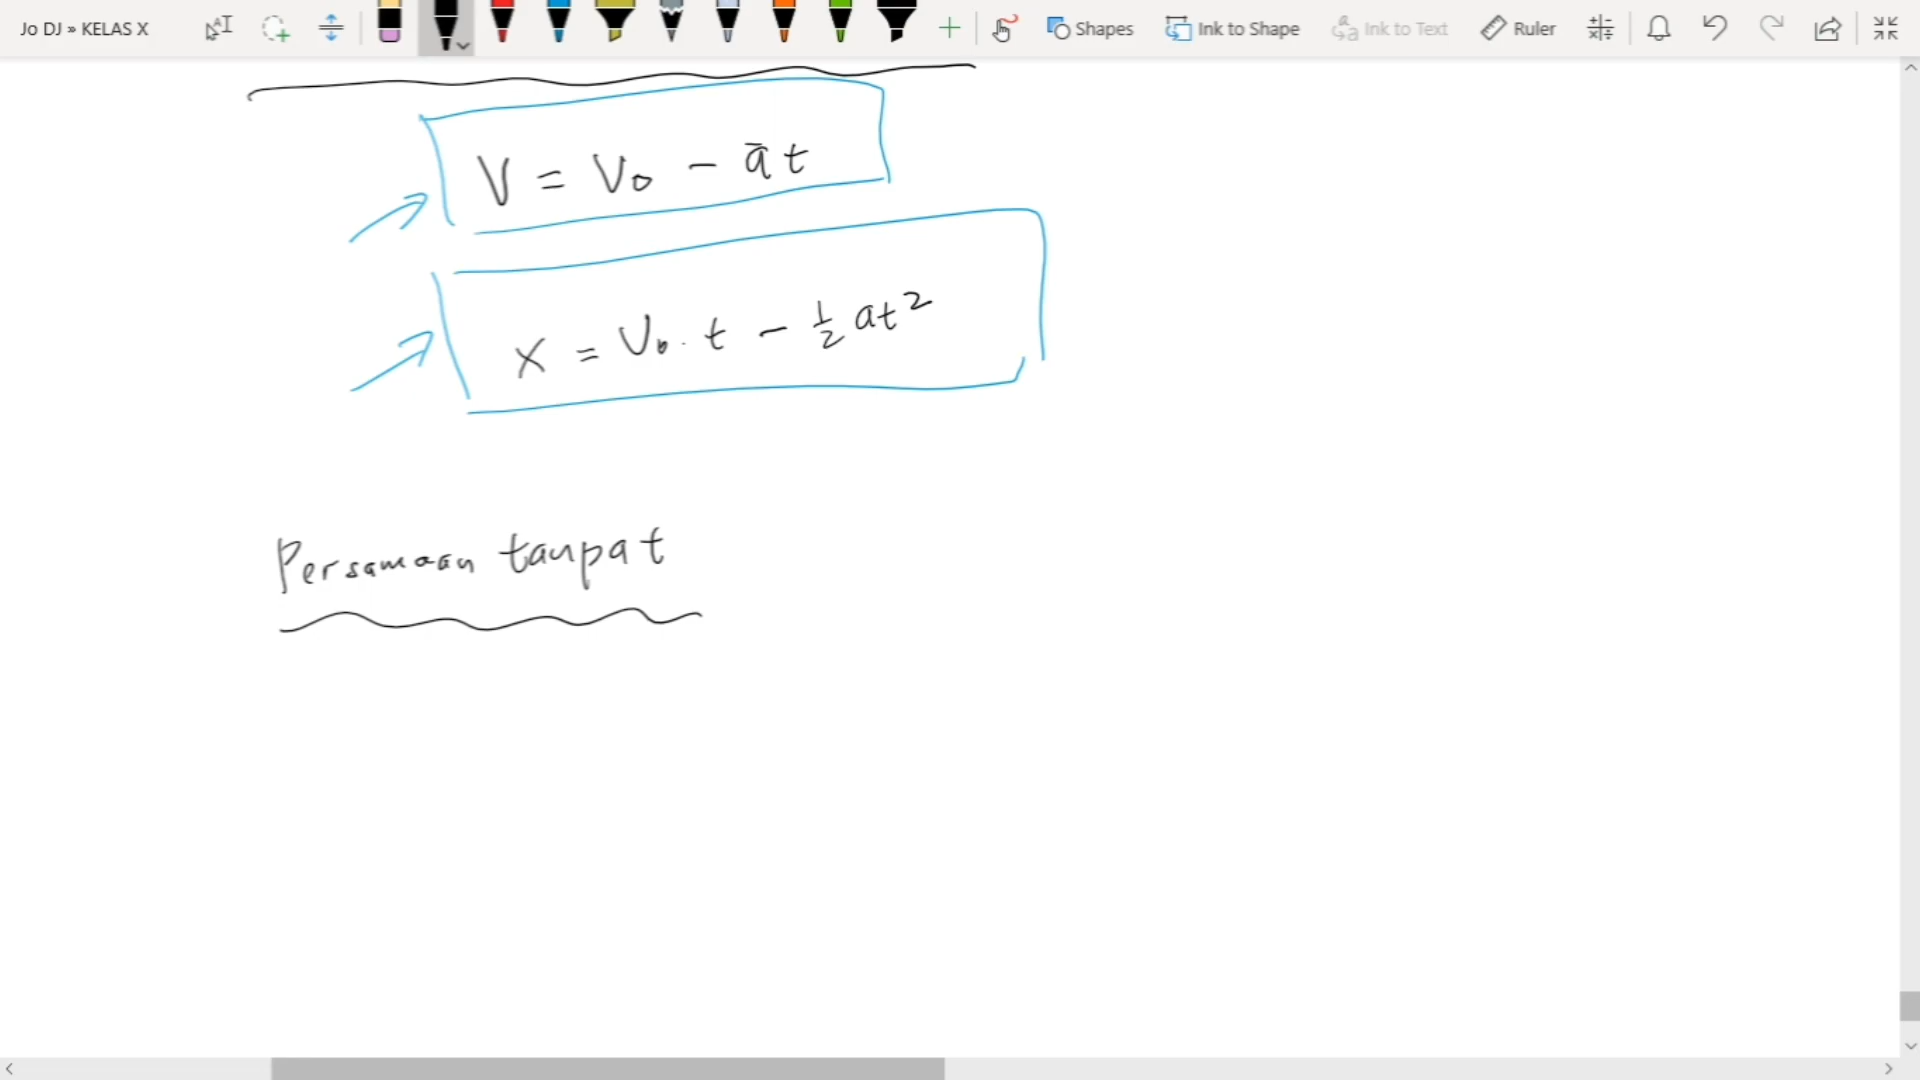 Jo DJ » KELAS X Shapes Ink to Shape Ink to Text Ruler
V = V₀ - at
x = V₀ . t - ½ at²
Persamaan tanpa t